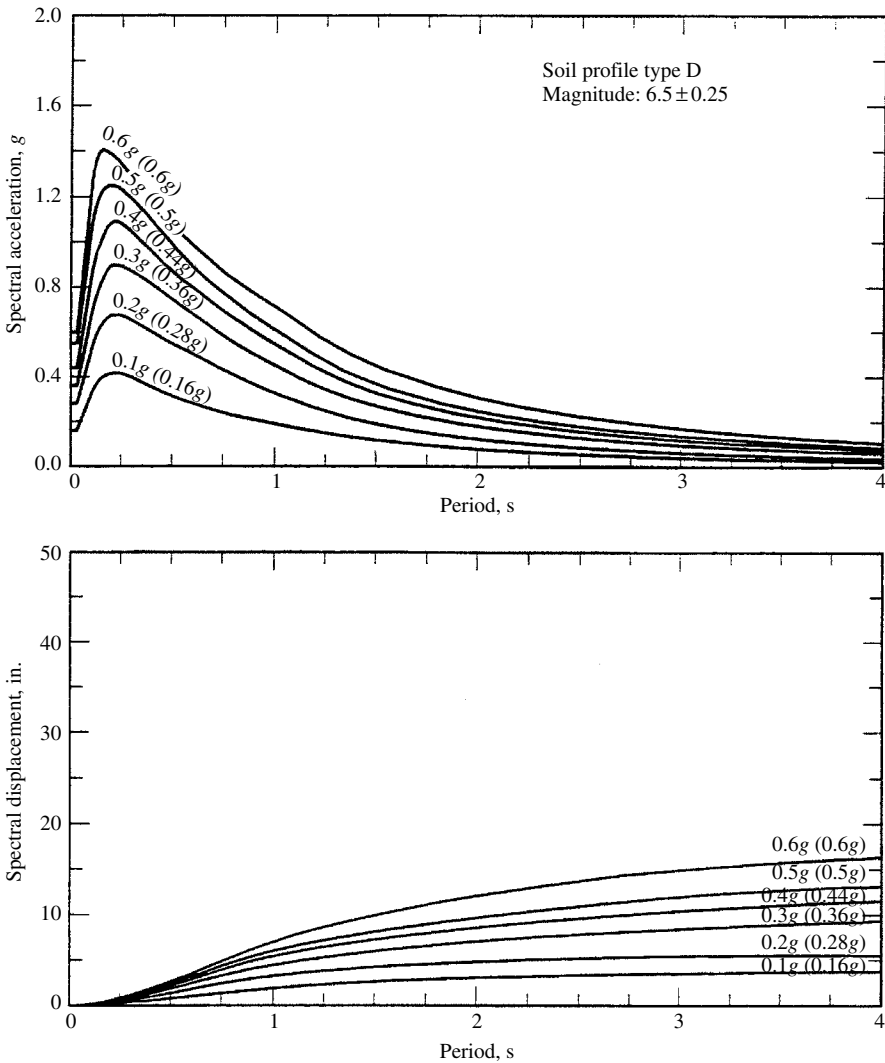 2.0
1.6
1.2
0.8
0.4
0.0
Spectral acceleration, g
Soil profile type D
Magnitude: 6.5±0.25
0.6g (0.6g)
0.5g (0.5g)
0.4g (0.44g)
0.3g (0.36g)
0.2g (0.28g)
0.1g (0.16g)
0 1 2 3 4
Period, s
50
40
30
20
10
0
Spectral displacement, in.
0.6g (0.6g)
0.5g (0.5g)
0.4g (0.44g)
0.3g (0.36g)
0.2g (0.28g)
0.1g (0.16g)
0 1 2 3 4
Period, s